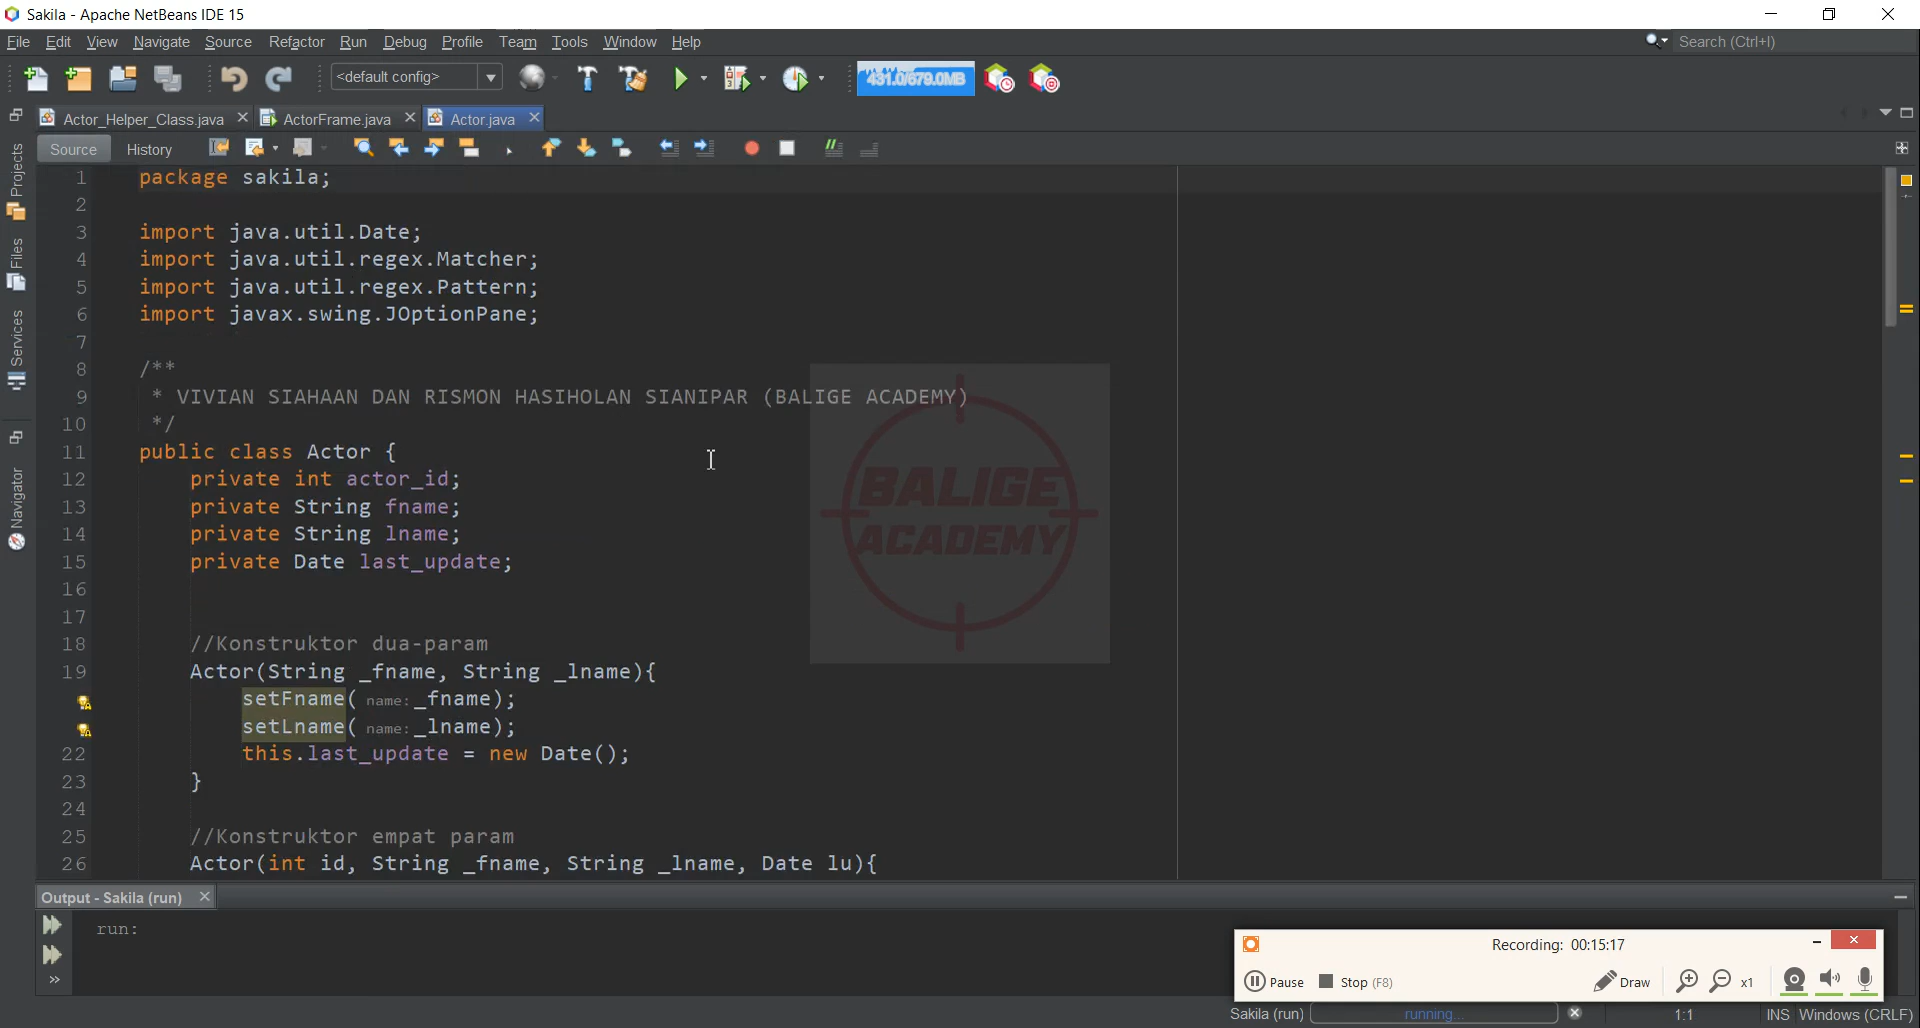 Sakila - Apache NetBeans IDE 15
File Edit View Navigate Source Refactor Run Debug Profile Team Tools Window Help
Search (Ctrl+I)
<default config>
431.0/679.0MB
Actor_Helper_Class.java
ActorFrame.java
Actor.java
Source
History
Projects
Files
Services
Navigator
1 package sakila;
2
3 import java.util.Date;
4 import java.util.regex.Matcher;
5 import java.util.regex.Pattern;
6 import javax.swing.JOptionPane;
7
8 /**
9 * VIVIAN SIAHAAN DAN RISMON HASIHOLAN SIANIPAR (BALIGE ACADEMY)
10 */
11 public class Actor {
12 private int actor_id;
13 private String fname;
14 private String lname;
15 private Date last_update;
16
17
18 //Konstruktor dua-param
19 Actor(String _fname, String _lname){
setFname( name: _fname);
setLname( name: _lname);
22 this.last_update = new Date();
23 }
24
25 //Konstruktor empat param
26 Actor(int id, String _fname, String _lname, Date lu){
BALIGE
ACADEMY
Output - Sakila (run)
run:
Recording: 00:15:17
Pause
Stop (F8)
Draw
x1
Sakila (run)
running...
1:1
INS
Windows (CRLF)